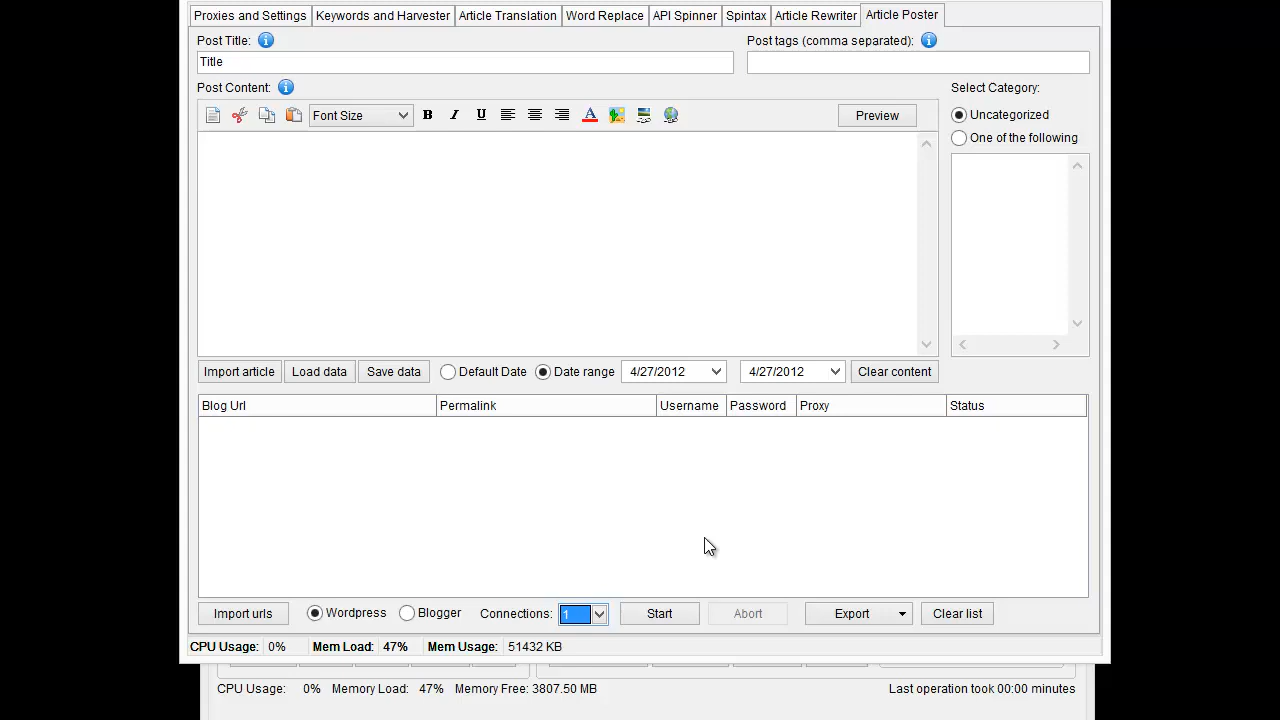 Proxies and Settings Keywords and Harvester Article Translation Word Replace API Spinner Spintax Article Rewriter Article Poster
Post Title: Post tags (comma separated):
Title
Post Content: Select Category:
Font Size B I U A Preview Uncategorized
One of the following
Import article Load data Save data Default Date Date range 4/27/2012 4/27/2012 Clear content
Blog Url Permalink Username Password Proxy Status
Import urls Wordpress Blogger Connections: 1 Start Abort Export Clear list
CPU Usage: 0% Mem Load: 47% Mem Usage: 51432 KB
CPU Usage: 0% Memory Load: 47% Memory Free: 3807.50 MB Last operation took 00:00 minutes